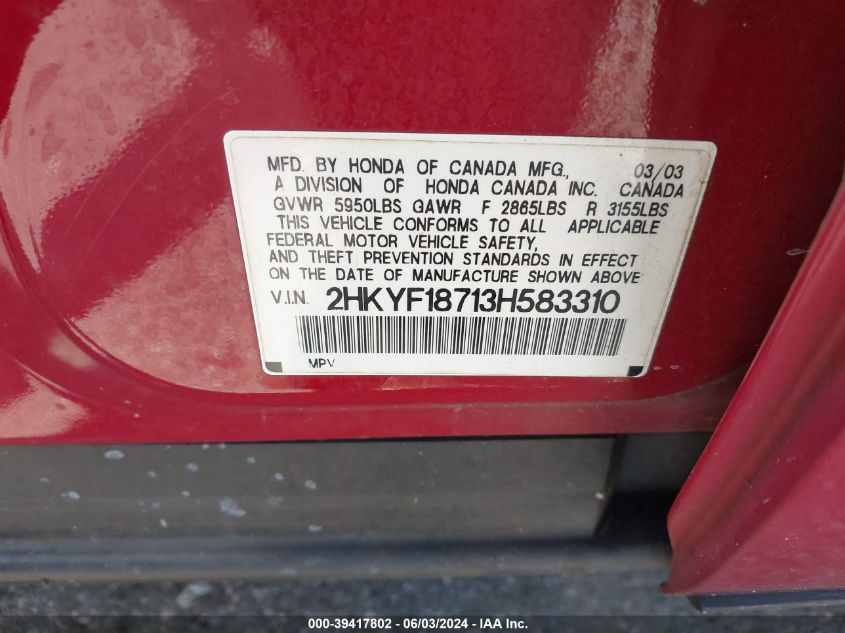 MFD. BY HONDA OF CANADA MFG., 03/03
A DIVISION OF HONDA CANADA INC. CANADA
GVWR 5950LBS GAWR F 2865LBS R 3155LBS
THIS VEHICLE CONFORMS TO ALL APPLICABLE
FEDERAL MOTOR VEHICLE SAFETY,
AND THEFT PREVENTION STANDARDS IN EFFECT
ON THE DATE OF MANUFACTURE SHOWN ABOVE
V.I.N. 2HKYF18713H583310
MPV
000-39417802 - 06/03/2024 - IAA Inc.